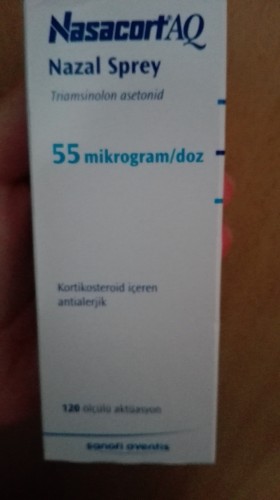 Nasacort AQ
Nazal Sprey
Triamsinolon asetonid
55 mikrogram/doz
Kortikosteroid içeren
antialerjik
120 ölçülü aktüasyon
sanofi aventis